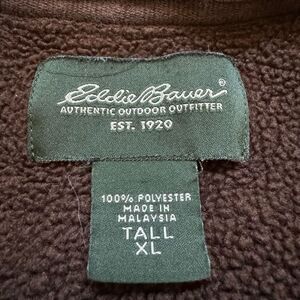 Eddie Bauer®
AUTHENTIC OUTDOOR OUTFITTER
EST. 1920
100% POLYESTER
MADE IN
MALAYSIA
TALL
XL